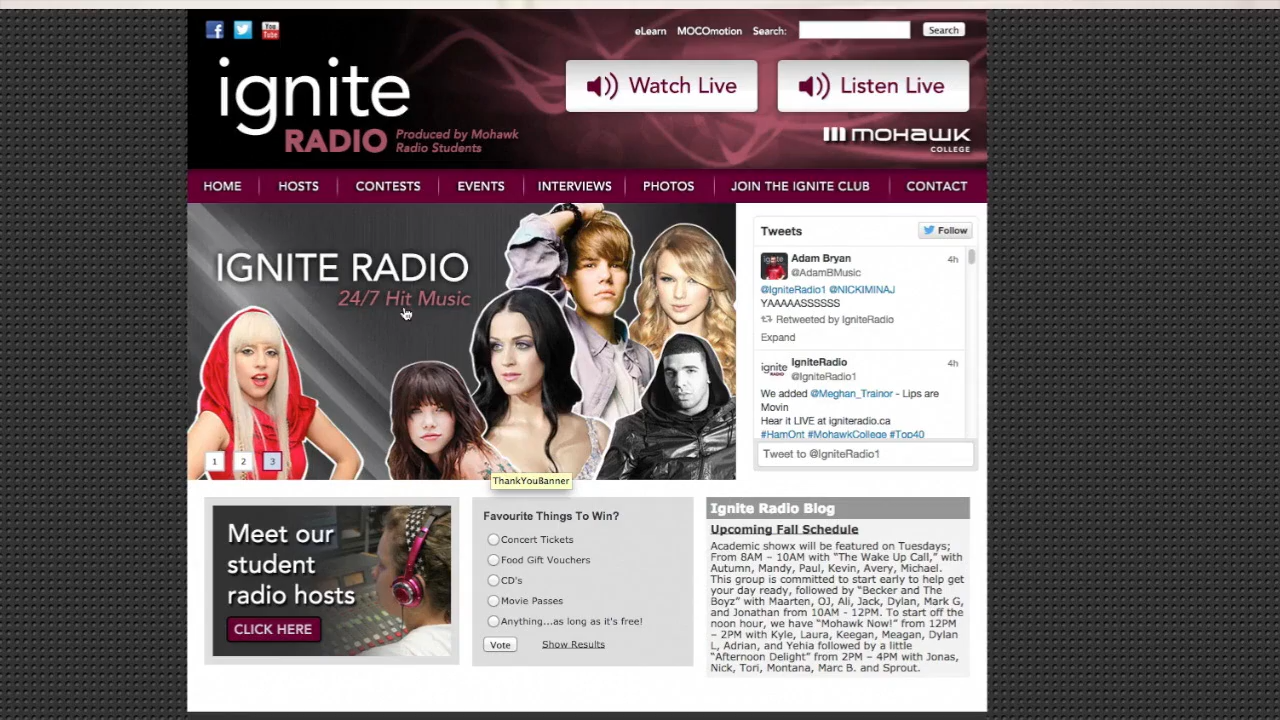 eLearn MOCOmotion Search: Search
You Tube
ignite
RADIO
Produced by Mohawk
Radio Students
Watch Live
Listen Live
mohawk
COLLEGE
HOME HOSTS CONTESTS EVENTS INTERVIEWS PHOTOS JOIN THE IGNITE CLUB CONTACT
IGNITE RADIO
24/7 Hit Music
1 2 3
ThankYouBanner
Tweets
Follow
Adam Bryan 4h
@AdamBMusic
@IgniteRadio1 @NICKIMINAJ
YAAAAASSSSSS
Retweeted by IgniteRadio
Expand
ignite
RADIO
IgniteRadio 4h
@IgniteRadio1
We added @Meghan_Trainor - Lips are
Movin
Hear it LIVE at igniteradio.ca
#HamOnt #MohawkCollege #Top40
Tweet to @IgniteRadio1
Meet our
student
radio hosts
CLICK HERE
Favourite Things To Win?
Concert Tickets
Food Gift Vouchers
CD's
Movie Passes
Anything...as long as it's free!
Vote Show Results
Ignite Radio Blog
Upcoming Fall Schedule
Academic showx will be featured on Tuesdays;
From 8AM – 10AM with “The Wake Up Call,” with
Autumn, Mandy, Paul, Kevin, Avery, Michael.
This group is committed to start early to help get
your day ready, followed by “Becker and The
Boyz” with Maarten, OJ, Ali, Jack, Dylan, Mark G,
and Jonathan from 10AM - 12PM. To start off the
noon hour, we have “Mohawk Now!” from 12PM
– 2PM with Kyle, Laura, Keegan, Meagan, Dylan
L, Adrian, and Yehia followed by a little
“Afternoon Delight” from 2PM – 4PM with Jonas,
Nick, Tori, Montana, Marc B. and Sprout.